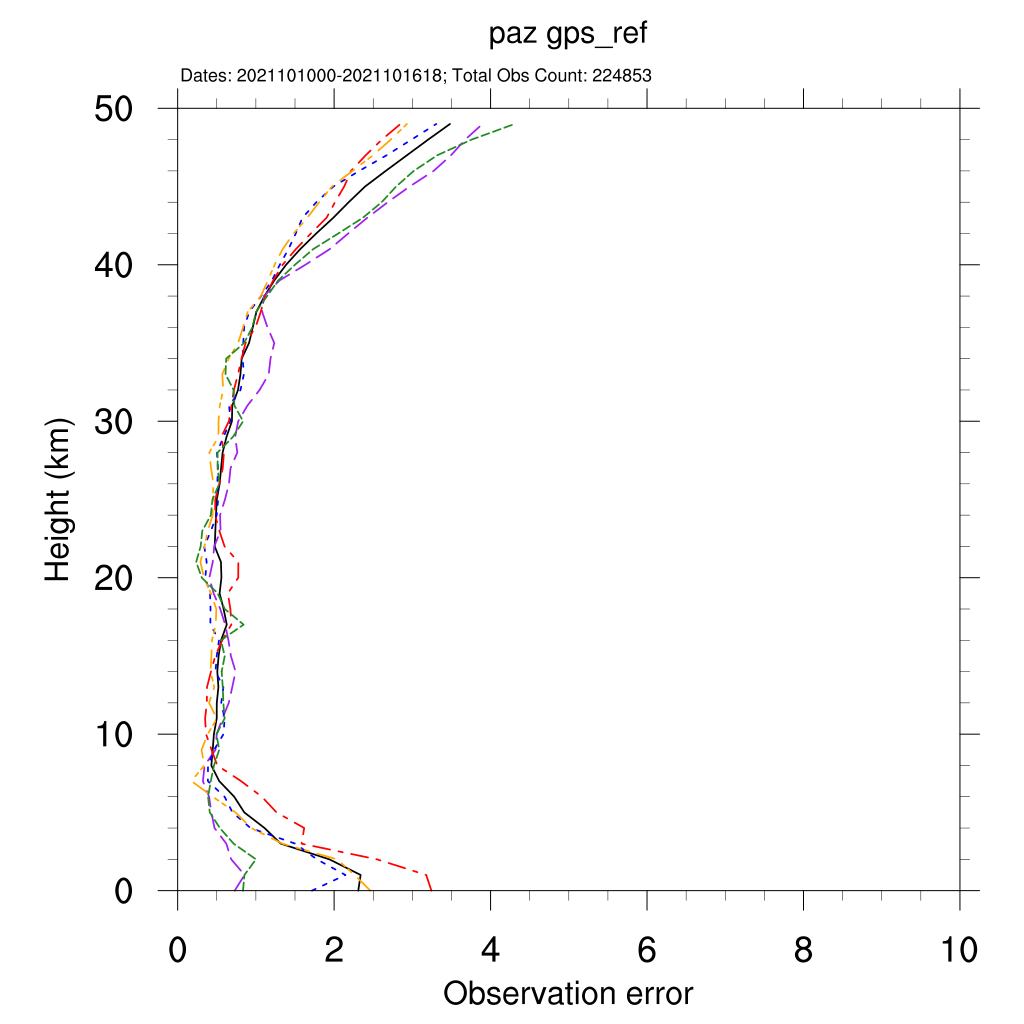 paz gps_ref
Dates: 2021101000-2021101618; Total Obs Count: 224853
50
40
30
20
10
0
Height (km)
0 2 4 6 8 10
Observation error